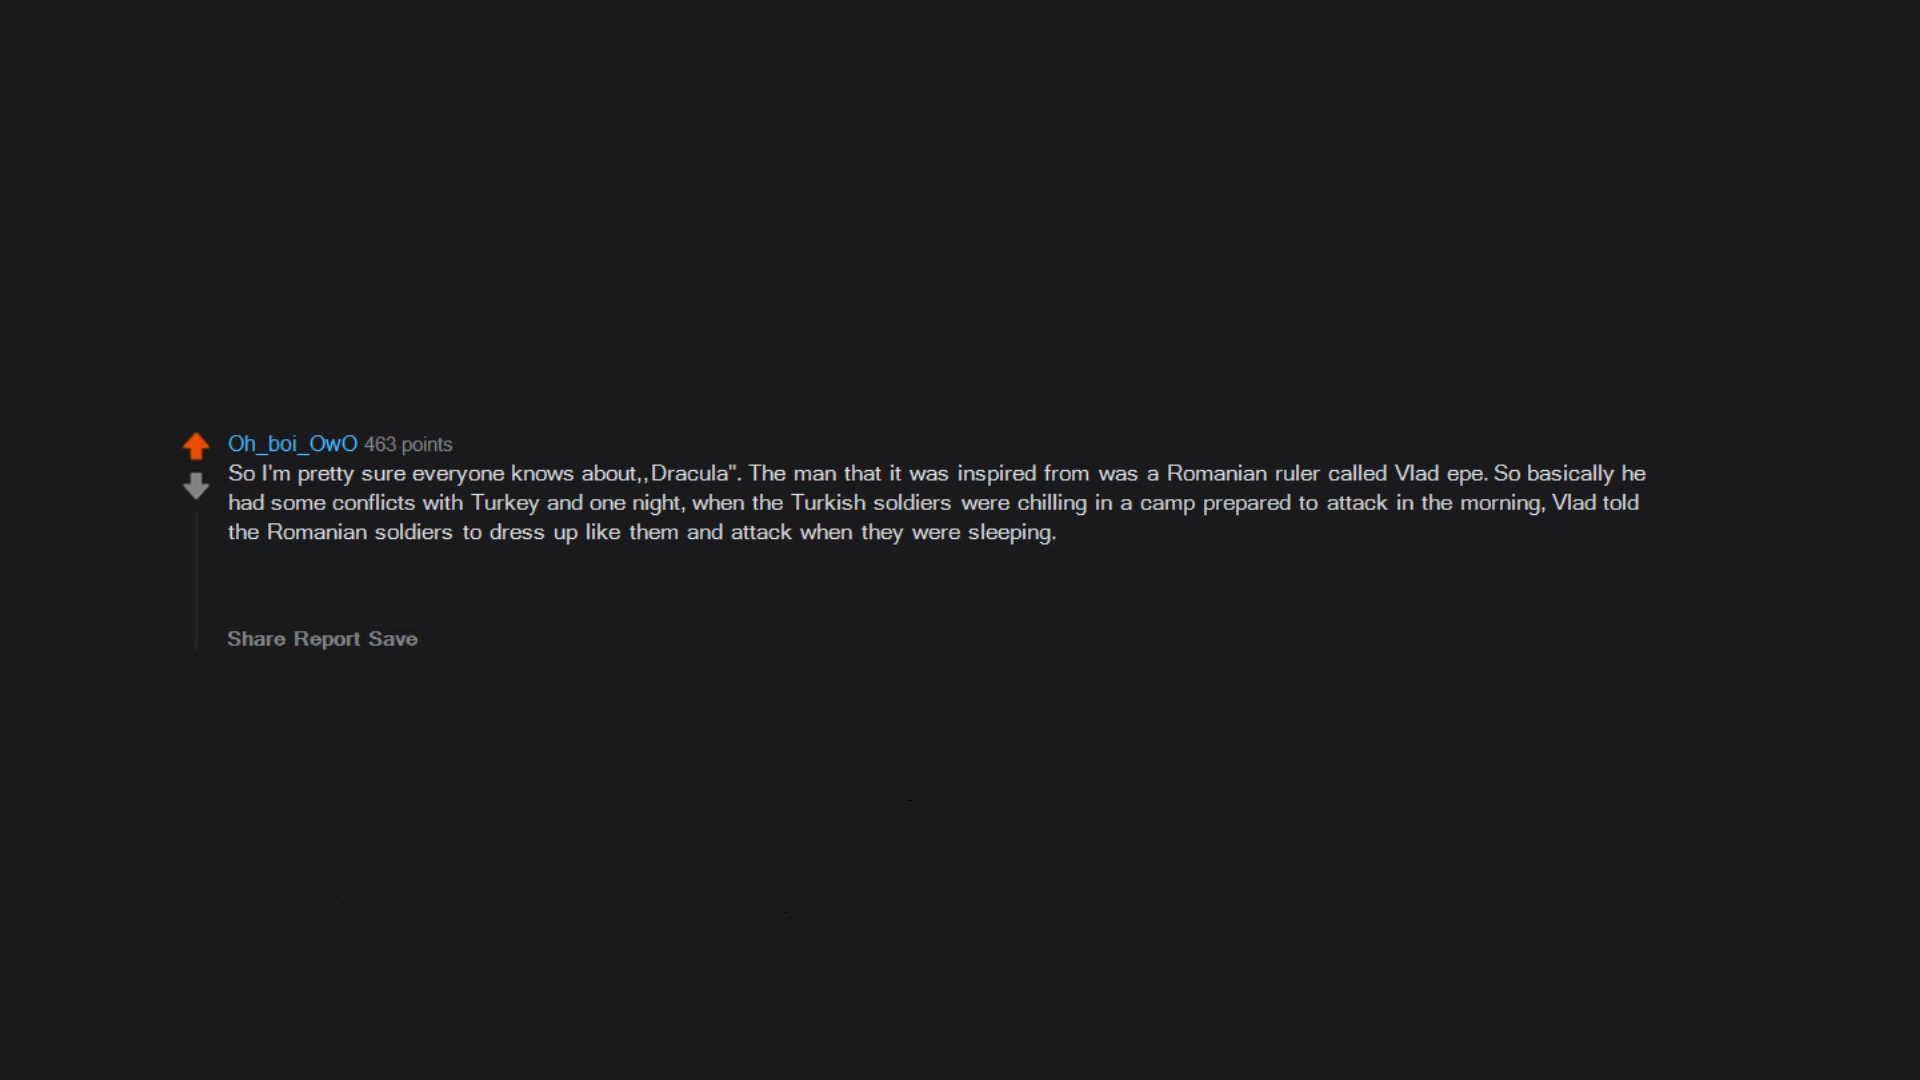 Oh_boi_OwO 463 points
So I'm pretty sure everyone knows about,,Dracula". The man that it was inspired from was a Romanian ruler called Vlad epe. So basically he
had some conflicts with Turkey and one night, when the Turkish soldiers were chilling in a camp prepared to attack in the morning, Vlad told
the Romanian soldiers to dress up like them and attack when they were sleeping.
Share Report Save